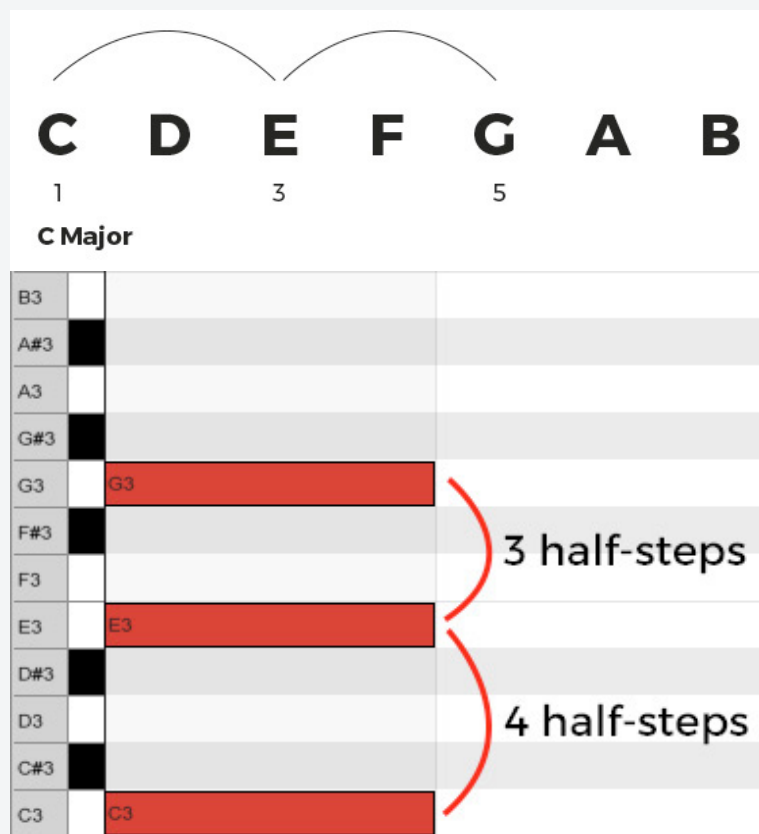 C D E F G A B
1 3 5
C Major
B3
A#3
A3
G#3
G3 G3
F#3
3 half-steps
F3
E3 E3
D#3
D3
4 half-steps
C#3
C3 C3